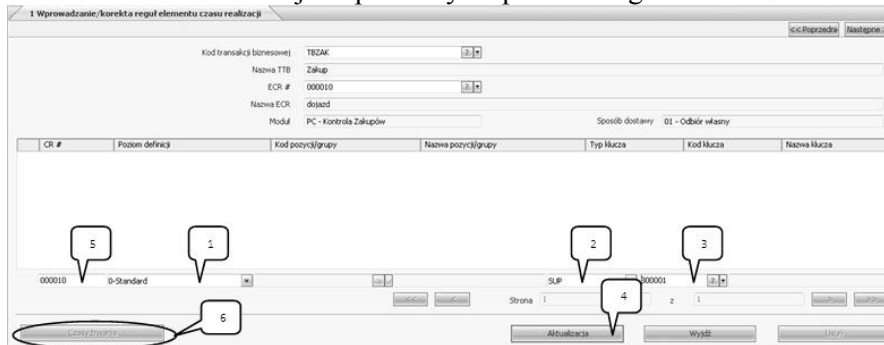 1 Wprowadzanie/korekta reguł elementu czasu realizacji
<< Poprzedni Następne
Kod transakcji biznesowej TBZAK
Nazwa TTB Zakup
ECR # 000010
Nazwa ECR dojazd
Moduł PC - Kontrola Zakupów Sposób dostawy 01 - Odbiór własny
CR # Poziom definicji Kod pozycji/grupy Nazwa pozycji/grupy Typ klucza Kod klucza Nazwa klucza
5 1 2 3
000010 0-Standard SUP 000001
<< < Strona 1 z 1 > >>
4
6
Czasy trwania Aktualizacja Wyjdź Usuń